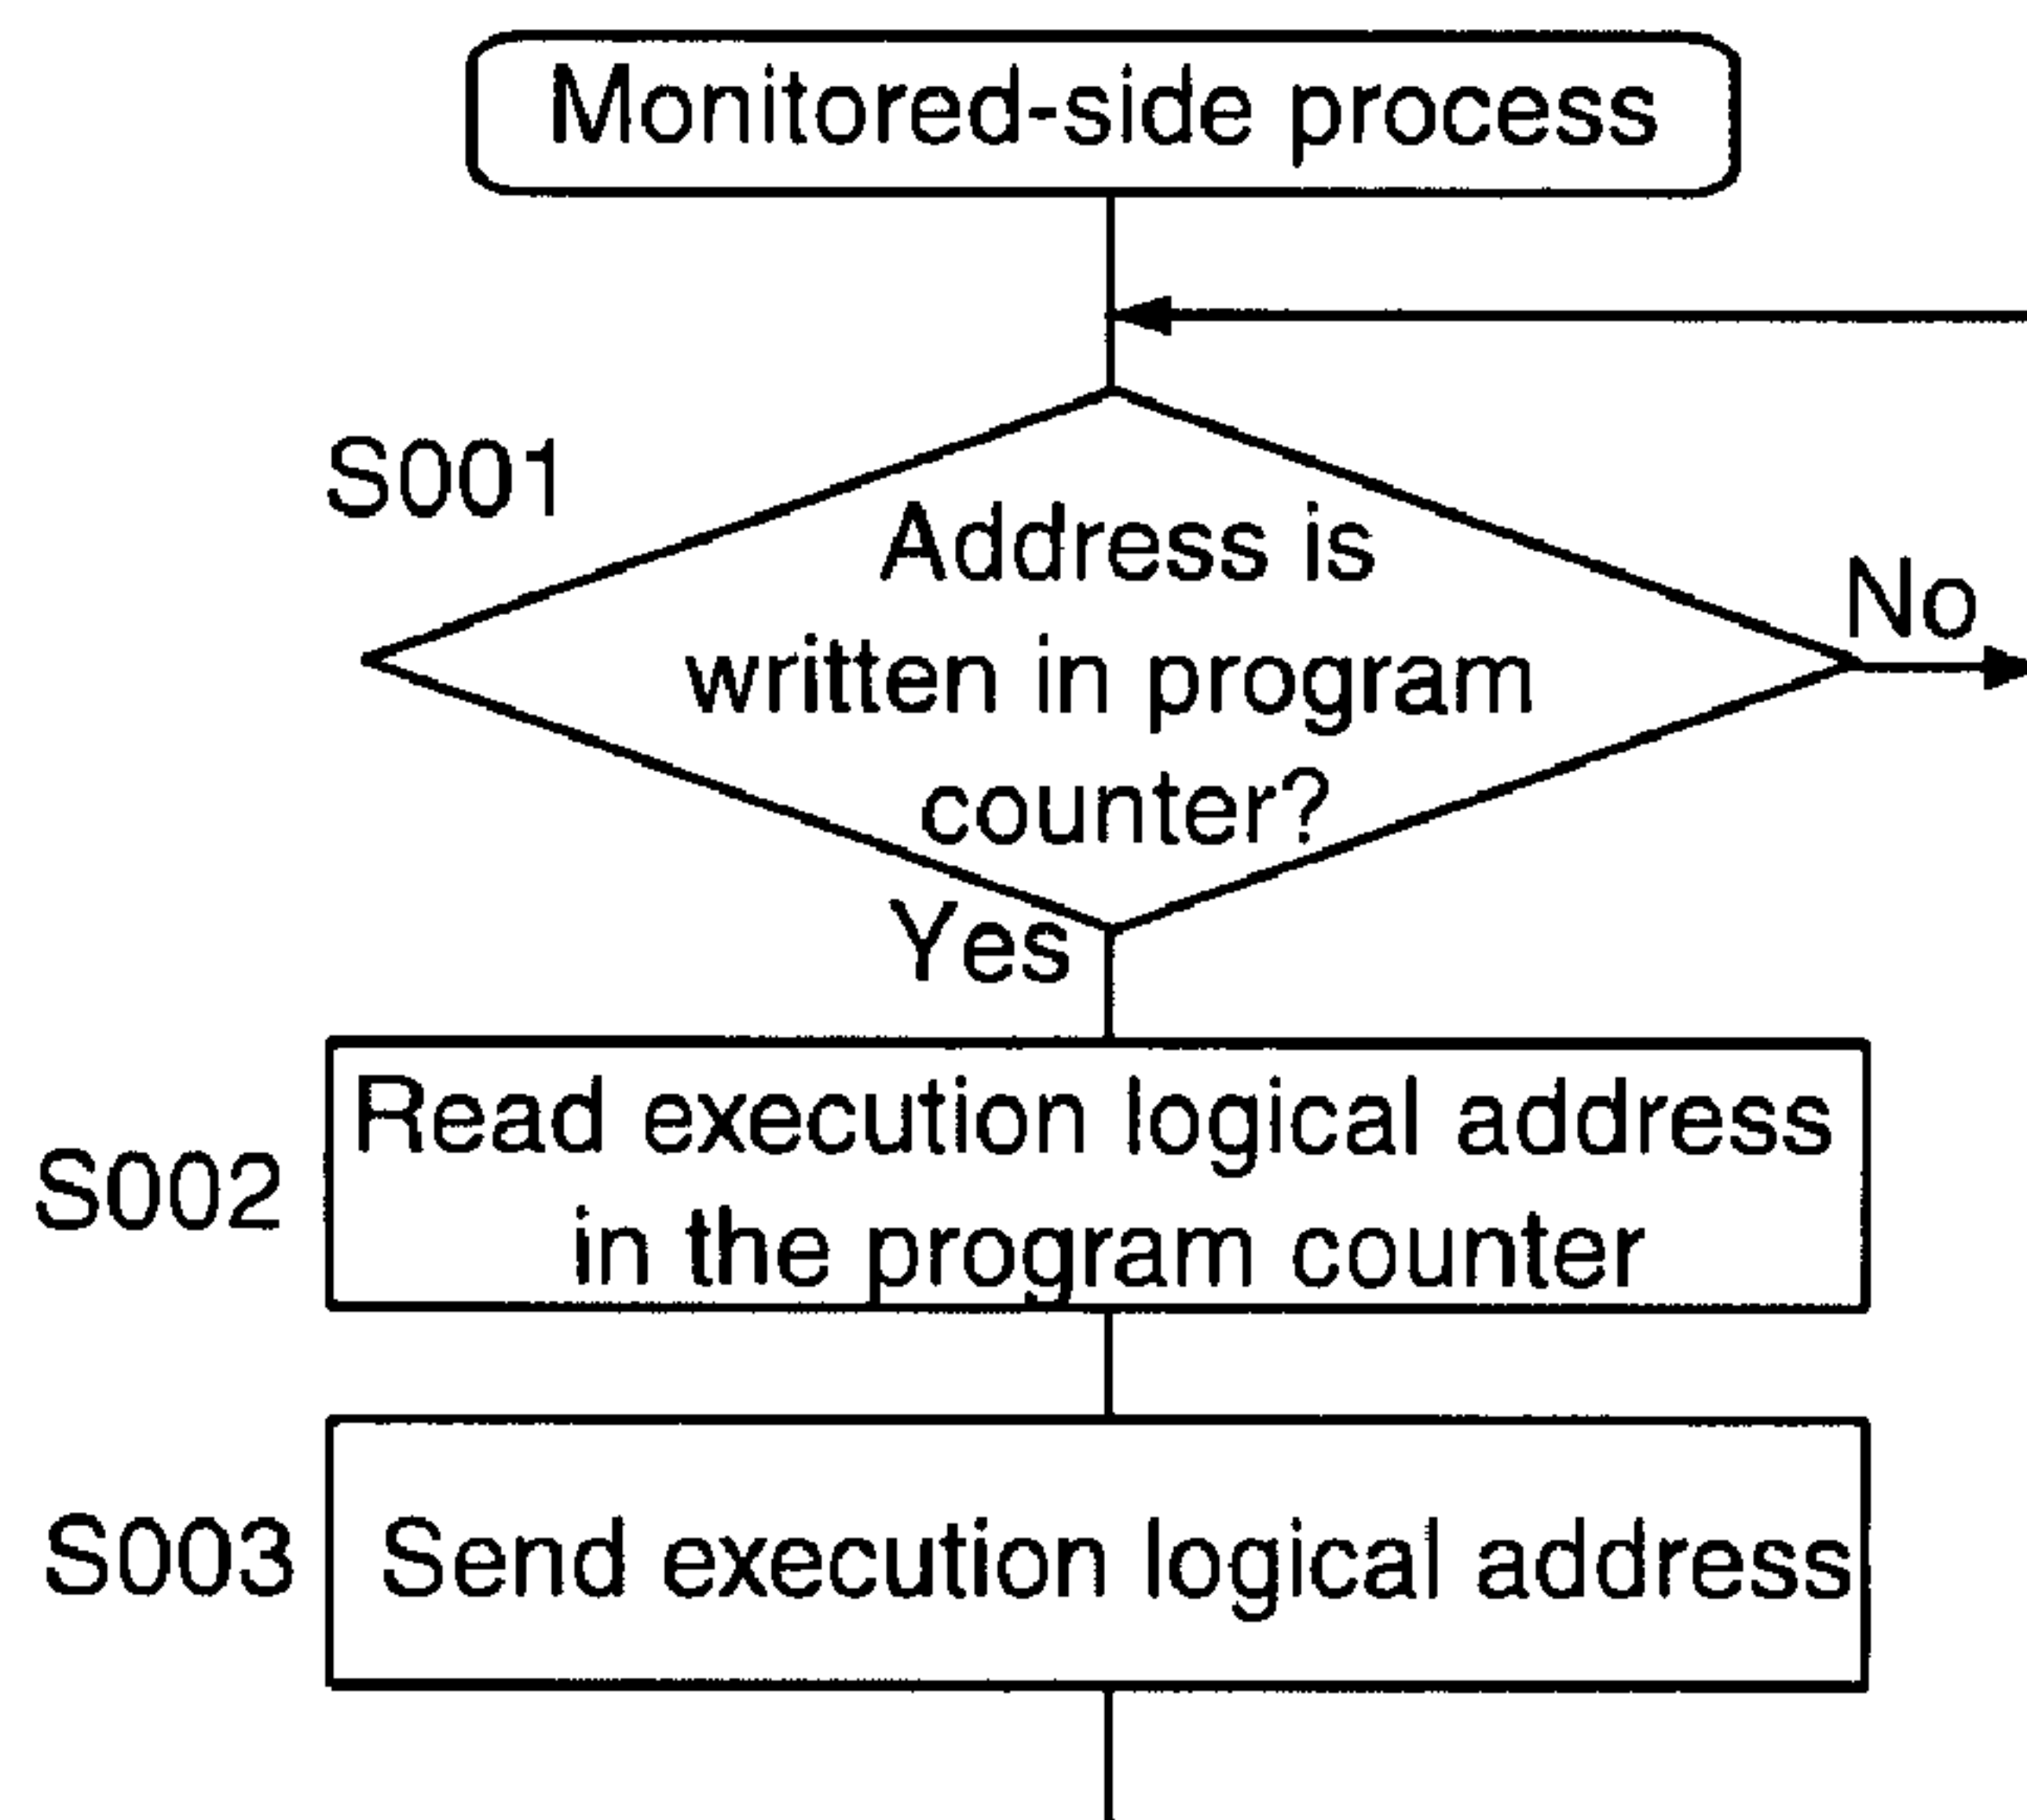 Monitored-side process
S001
Address is
written in program
counter?
No
Yes
S002
Read execution logical address
in the program counter
S003
Send execution logical address